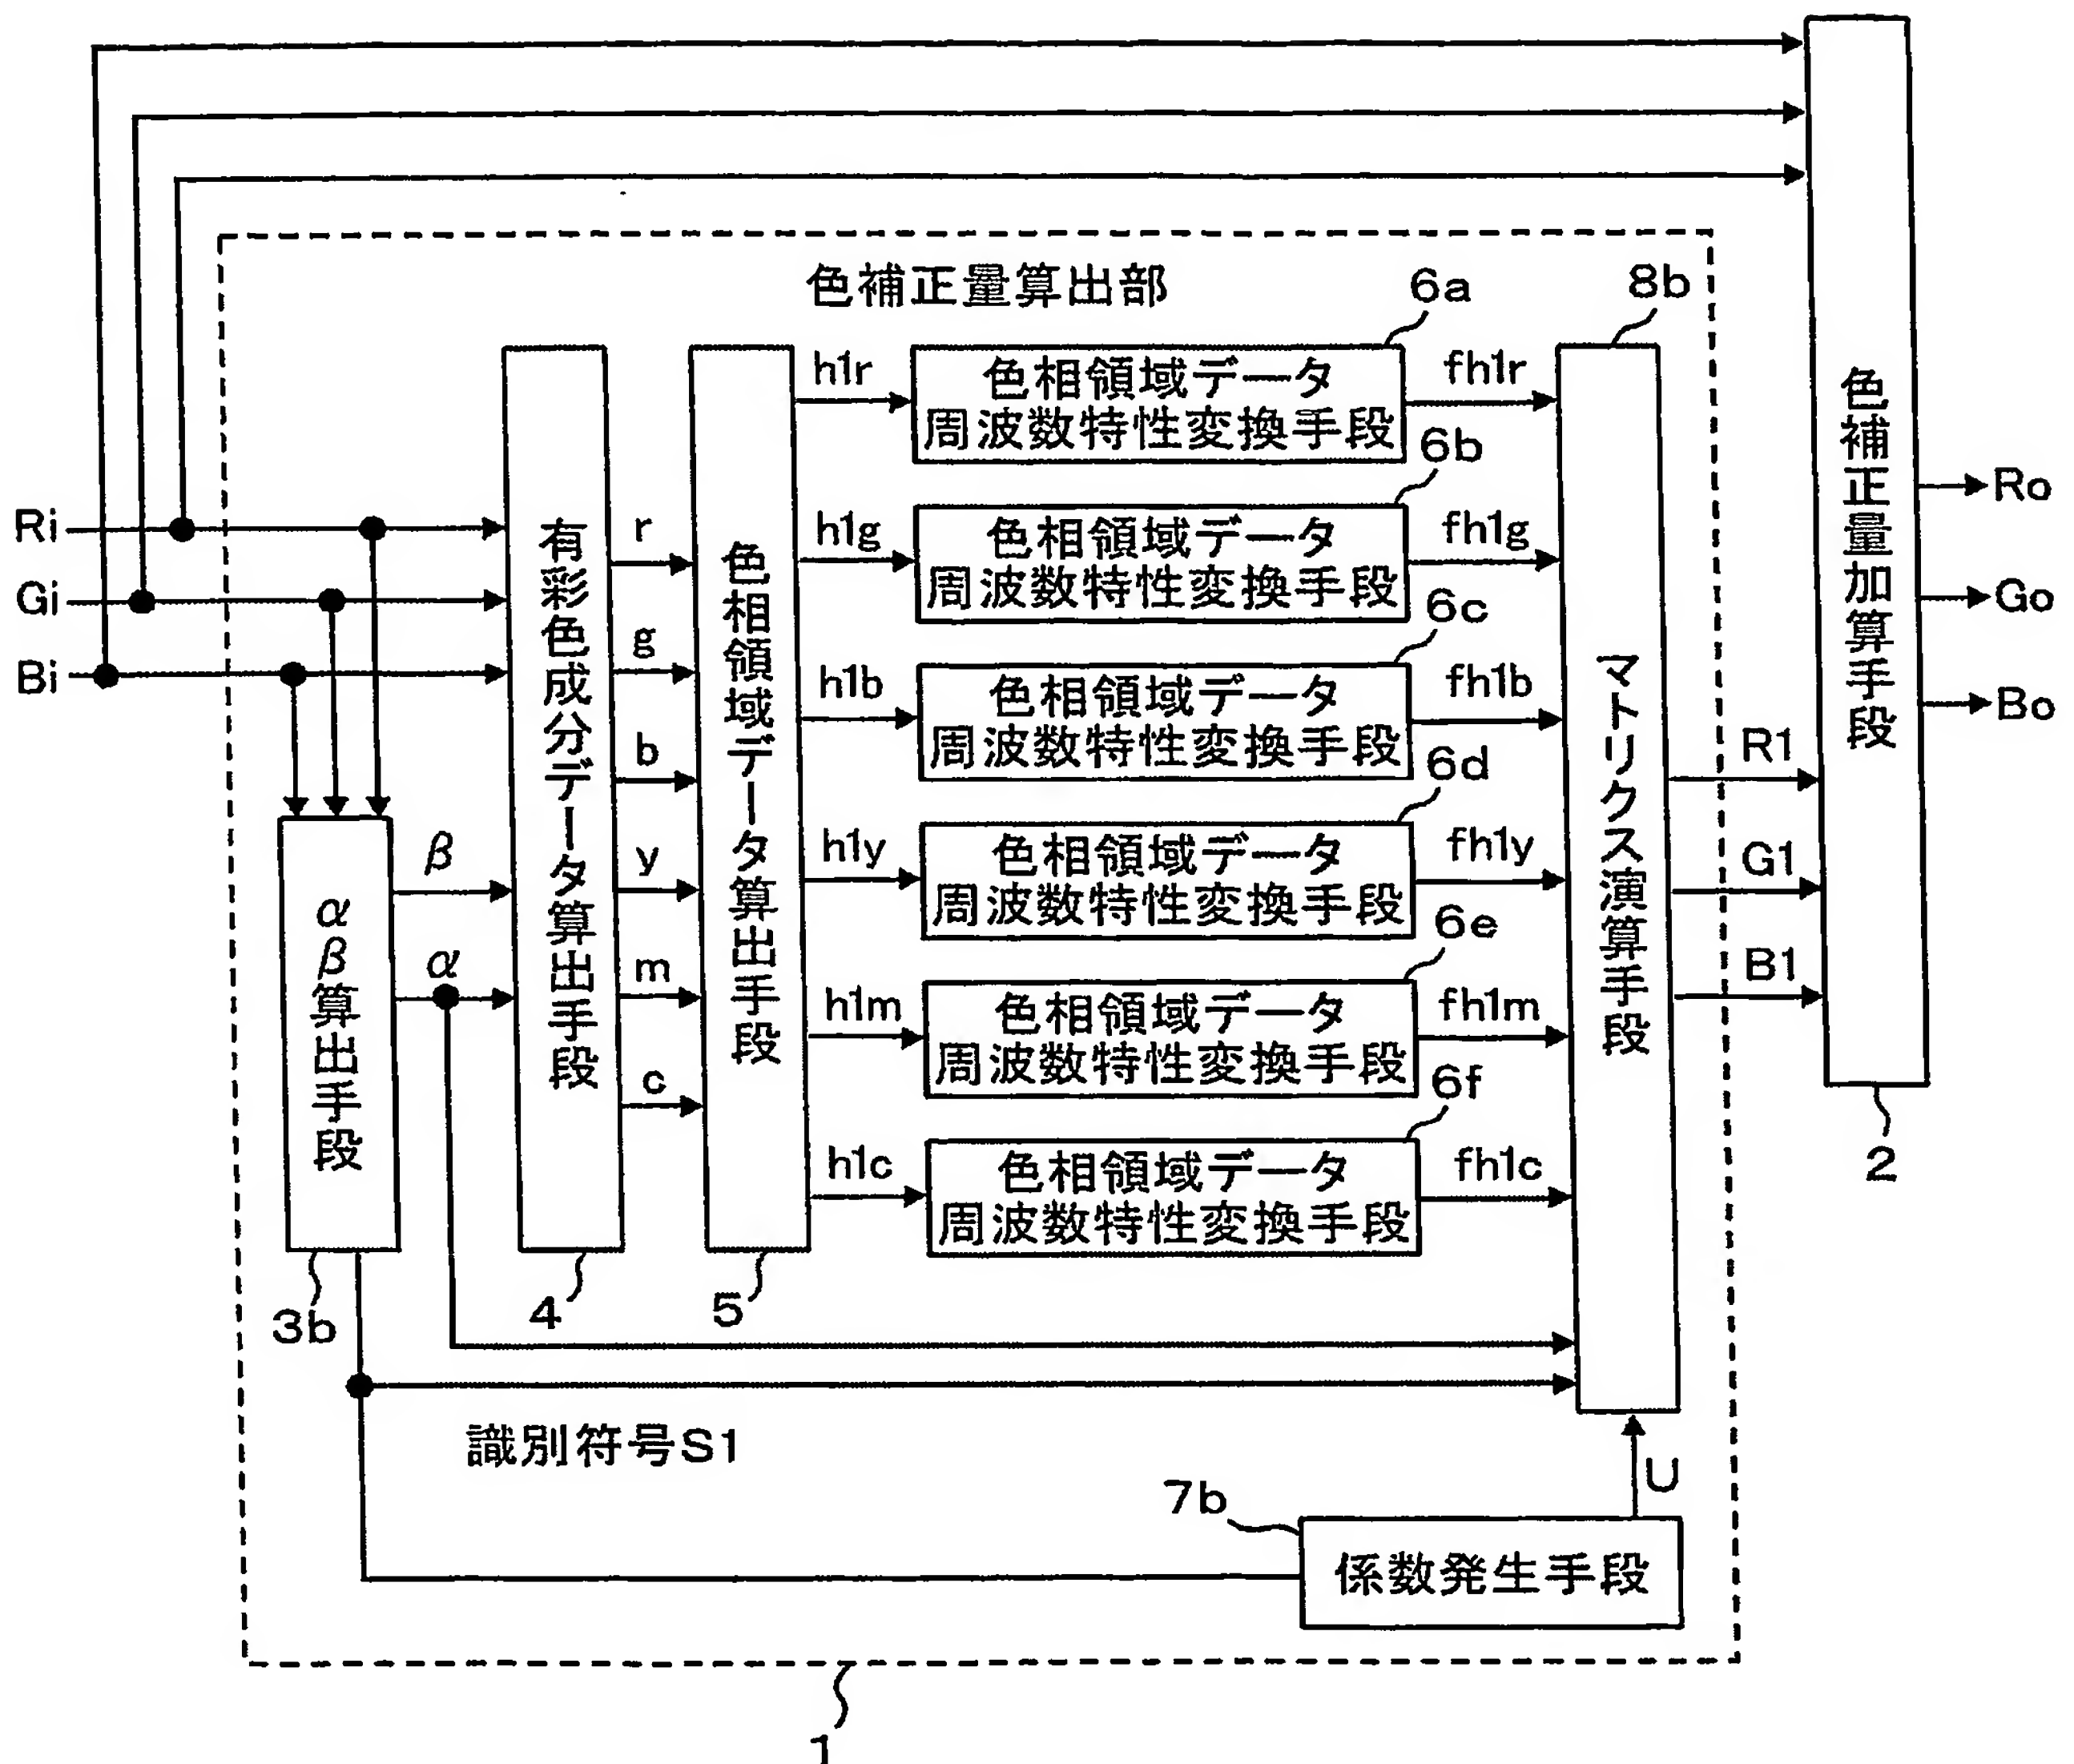 色補正量算出部
6a
8b
h1r
色相領域データ
周波数特性変換手段
fh1r
6b
h1g
色相領域データ
周波数特性変換手段
fh1g
6c
h1b
色相領域データ
周波数特性変換手段
fh1b
6d
h1y
色相領域データ
周波数特性変換手段
fh1y
6e
h1m
色相領域データ
周波数特性変換手段
fh1m
6f
h1c
色相領域データ
周波数特性変換手段
fh1c
Ri
Gi
Bi
αβ算出手段
3b
β
α
有彩色成分データ算出手段
4
r
g
b
y
m
c
色相領域データ算出手段
5
マトリクス演算手段
R1
G1
B1
色補正量加算手段
2
Ro
Go
Bo
識別符号S1
U
7b
係数発生手段
1